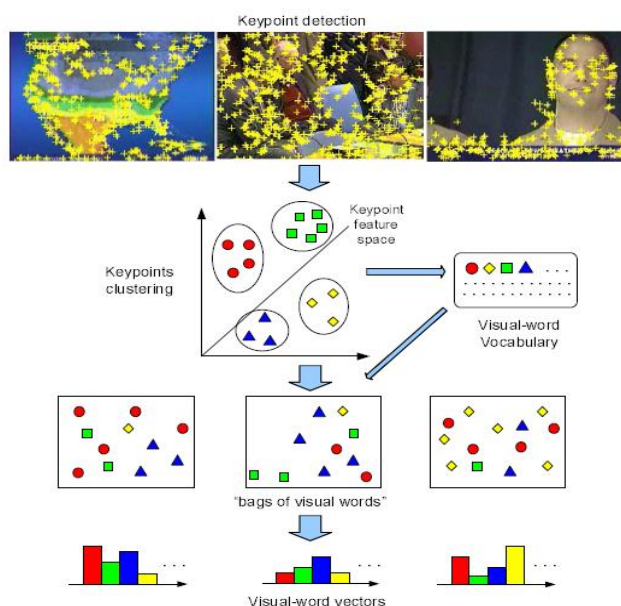 Keypoint detection
Keypoint
feature
space
Keypoints
clustering
. . . .
Visual-word
Vocabulary
"bags of visual words"
. . .
. . .
. . .
Visual-word vectors